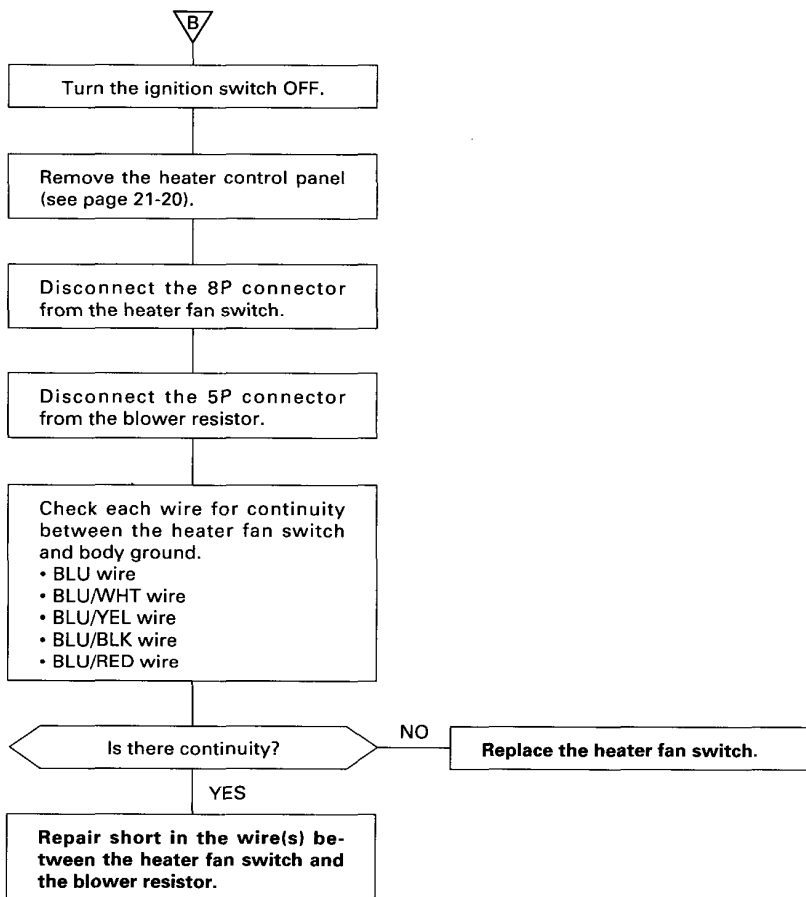 B
Turn the ignition switch OFF.
Remove the heater control panel
(see page 21-20).
Disconnect the 8P connector
from the heater fan switch.
Disconnect the 5P connector
from the blower resistor.
Check each wire for continuity
between the heater fan switch
and body ground.
• BLU wire
• BLU/WHT wire
• BLU/YEL wire
• BLU/BLK wire
• BLU/RED wire
Is there continuity?
NO
Replace the heater fan switch.
YES
Repair short in the wire(s) be-
tween the heater fan switch and
the blower resistor.